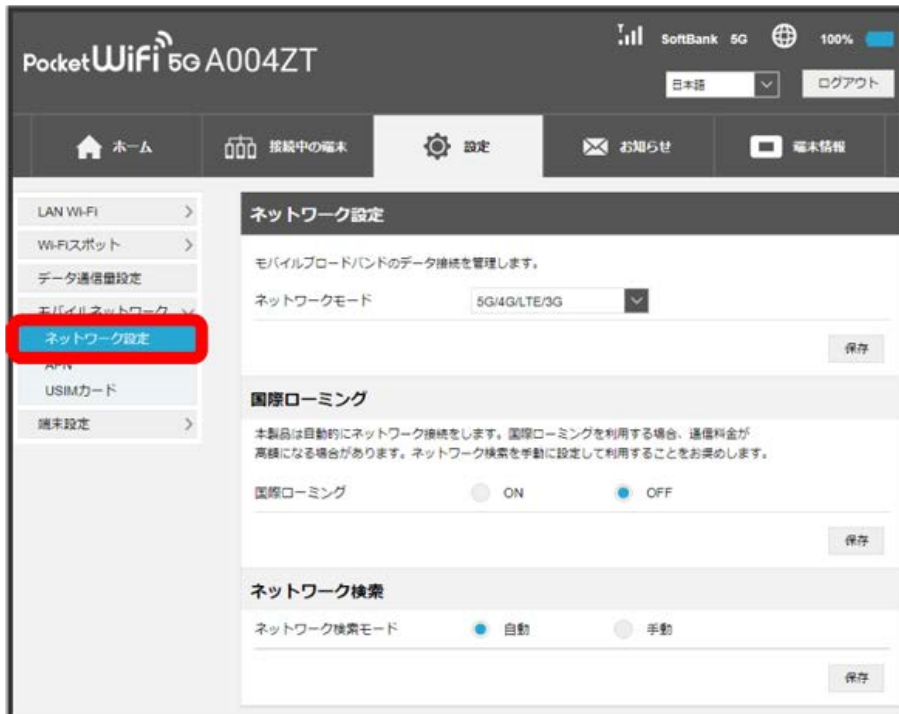 SoftBank 5G 100%
Pocket WiFi 5G A004ZT
日本語 ログアウト
ホーム 接続中の端末 設定 お知らせ 端末情報
LAN Wi-Fi
Wi-Fiスポット
データ通信量設定
モバイルネットワーク
ネットワーク設定
APN
USIMカード
端末設定
ネットワーク設定
モバイルブロードバンドのデータ接続を管理します。
ネットワークモード 5G/4G/LTE/3G
保存
国際ローミング
本製品は自動的にネットワーク接続をします。国際ローミングを利用する場合、通信料金が
高額になる場合があります。ネットワーク検索を手動に設定して利用することをお奨めします。
国際ローミング ON OFF
保存
ネットワーク検索
ネットワーク検索モード 自動 手動
保存